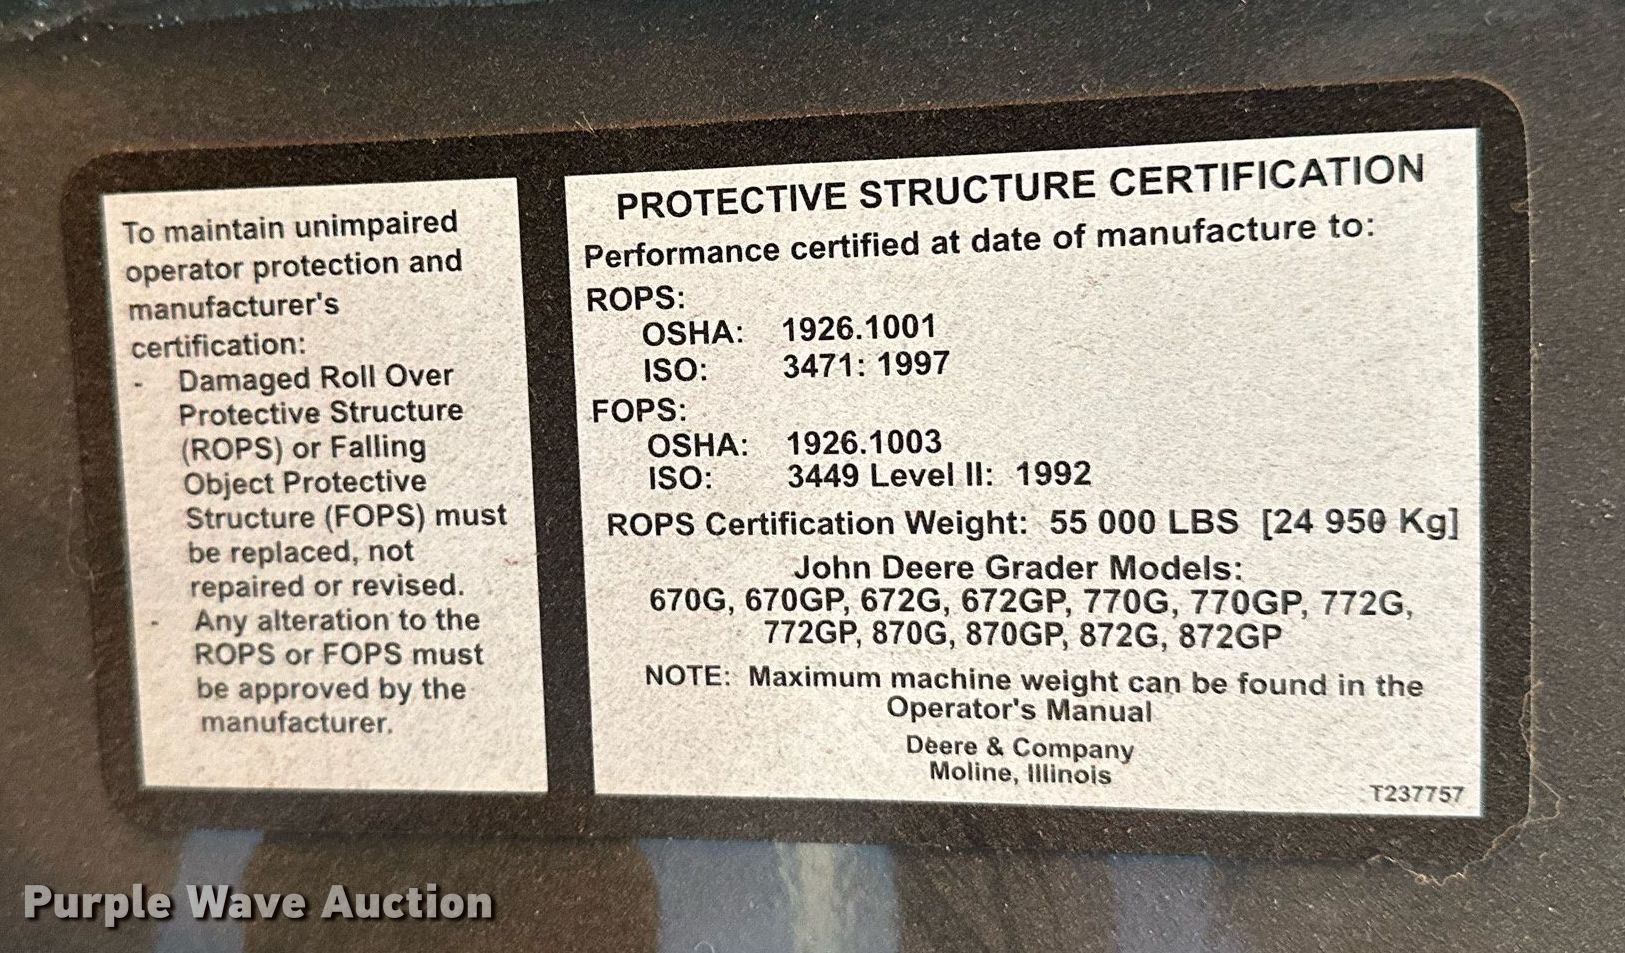 To maintain unimpaired
operator protection and
manufacturer's
certification:
- Damaged Roll Over
Protective Structure
(ROPS) or Falling
Object Protective
Structure (FOPS) must
be replaced, not
repaired or revised.
- Any alteration to the
ROPS or FOPS must
be approved by the
manufacturer.
PROTECTIVE STRUCTURE CERTIFICATION
Performance certified at date of manufacture to:
ROPS:
OSHA: 1926.1001
ISO: 3471: 1997
FOPS:
OSHA: 1926.1003
ISO: 3449 Level II: 1992
ROPS Certification Weight: 55 000 LBS [24 950 Kg]
John Deere Grader Models:
670G, 670GP, 672G, 672GP, 770G, 770GP, 772G,
772GP, 870G, 870GP, 872G, 872GP
NOTE: Maximum machine weight can be found in the
Operator's Manual
Deere & Company
Moline, Illinois
T237757
Purple Wave Auction